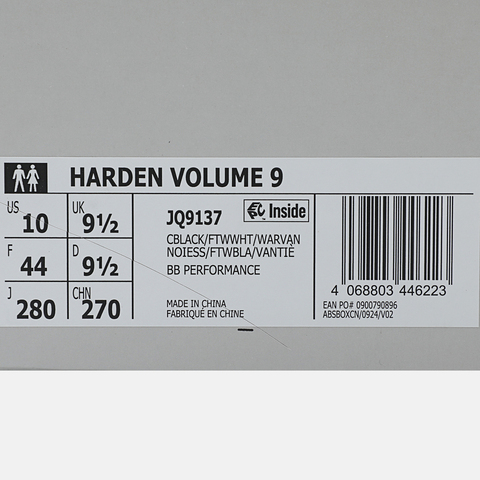 HARDEN VOLUME 9
US 10 UK 9½
F 44 D 9½
J 280 CHN 270
JQ9137 Inside
CBLACK/FTWWHT/WARVAN
NOIESS/FTWBLA/VANTIÈ
BB PERFORMANCE
MADE IN CHINA
FABRIQUÉ EN CHINE
4 068803 446223
EAN PO# 0900790896
ABSBOXCN/0924/V02